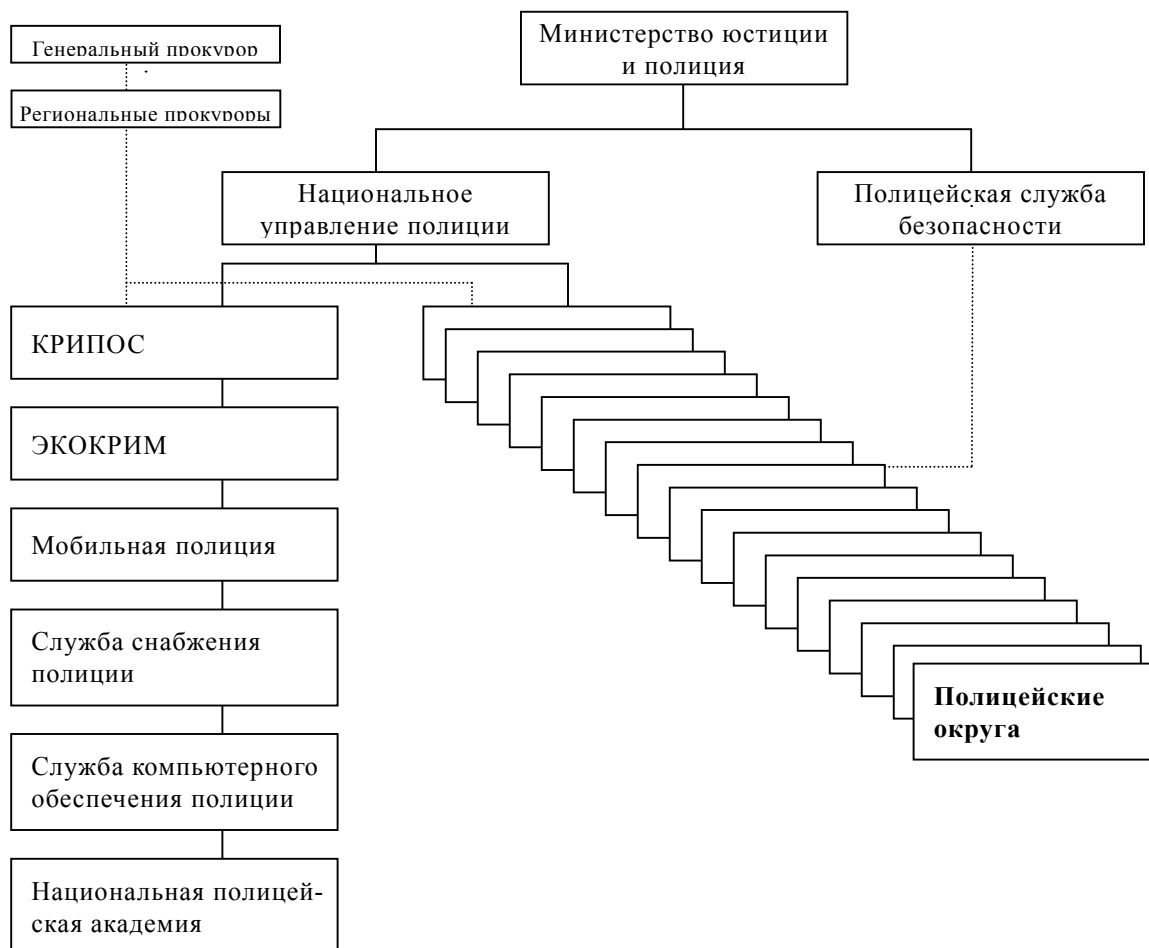 Генеральный прокурор
Региональные прокуроры
Министерство юстиции
и полиция
Национальное
управление полиции
Полицейская служба
безопасности
КРИПОС
ЭКОКРИМ
Мобильная полиция
Служба снабжения
полиции
Служба компьютерного
обеспечения полиции
Национальная полицей-
ская академия
Полицейские
округа